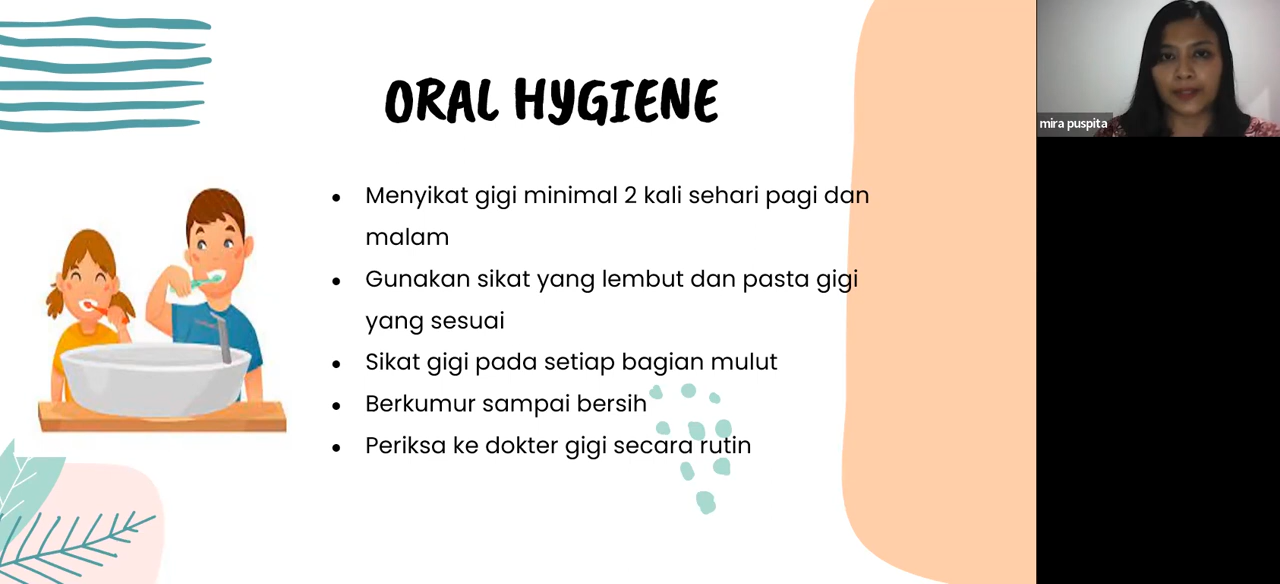 ORAL HYGIENE
mira puspita
• Menyikat gigi minimal 2 kali sehari pagi dan
malam
• Gunakan sikat yang lembut dan pasta gigi
yang sesuai
• Sikat gigi pada setiap bagian mulut
• Berkumur sampai bersih
• Periksa ke dokter gigi secara rutin